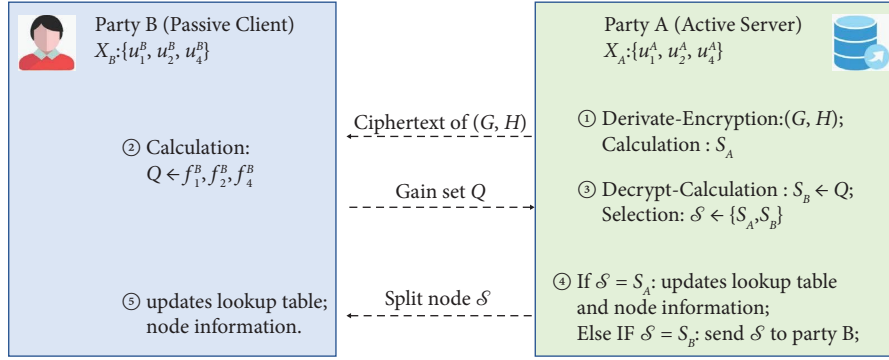 Party B (Passive Client)
X_B:{u_1^B, u_2^B, u_4^B}
Party A (Active Server)
X_A:{u_1^A, u_2^A, u_4^A}
Ciphertext of (G, H)
① Derivate-Encryption:(G, H);
Calculation : S_A
② Calculation:
Q ← f_1^B, f_2^B, f_4^B
Gain set Q
③ Decrypt-Calculation : S_B ← Q;
Selection: 𝒮 ← {S_A,S_B}
④ If 𝒮 = S_A: updates lookup table
and node information;
Else IF 𝒮 = S_B: send 𝒮 to party B;
Split node 𝒮
⑤ updates lookup table;
node information.